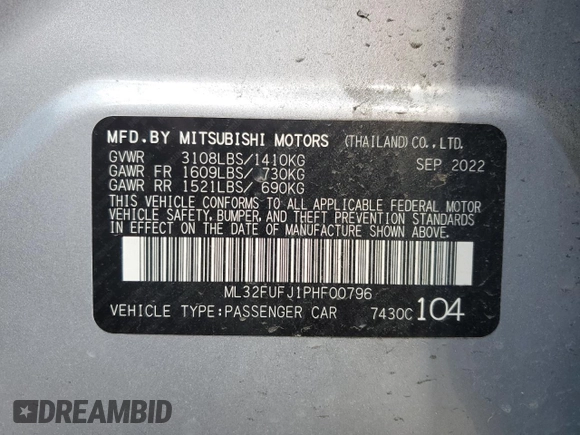 MFD.BY MITSUBISHI MOTORS (THAILAND)CO.,LTD.
GVWR 3108LBS/1410KG SEP.2022
GAWR FR 1609LBS/ 730KG
GAWR RR 1521LBS/ 690KG
THIS VEHICLE CONFORMS TO ALL APPLICABLE FEDERAL MOTOR
VEHICLE SAFETY, BUMPER, AND THEFT PREVENTION STANDARDS
IN EFFECT ON THE DATE OF MANUFACTURE SHOWN ABOVE.
ML32FUFJ1PHF00796
VEHICLE TYPE:PASSENGER CAR 7430C 104
DREAMBID